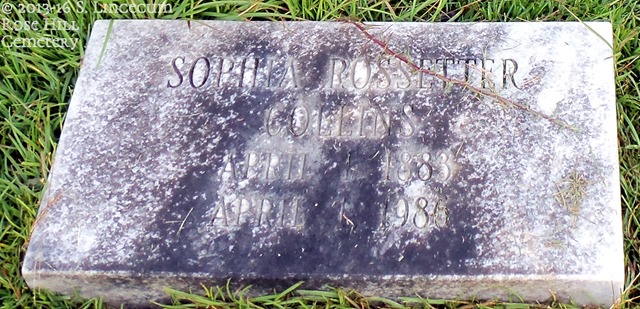 © 2013-16 S. Lincecum
Rose Hill
Cemetery
SOPHIA ROSSETTER
COLLINS
APRIL 1 1883
APRIL 1 1986